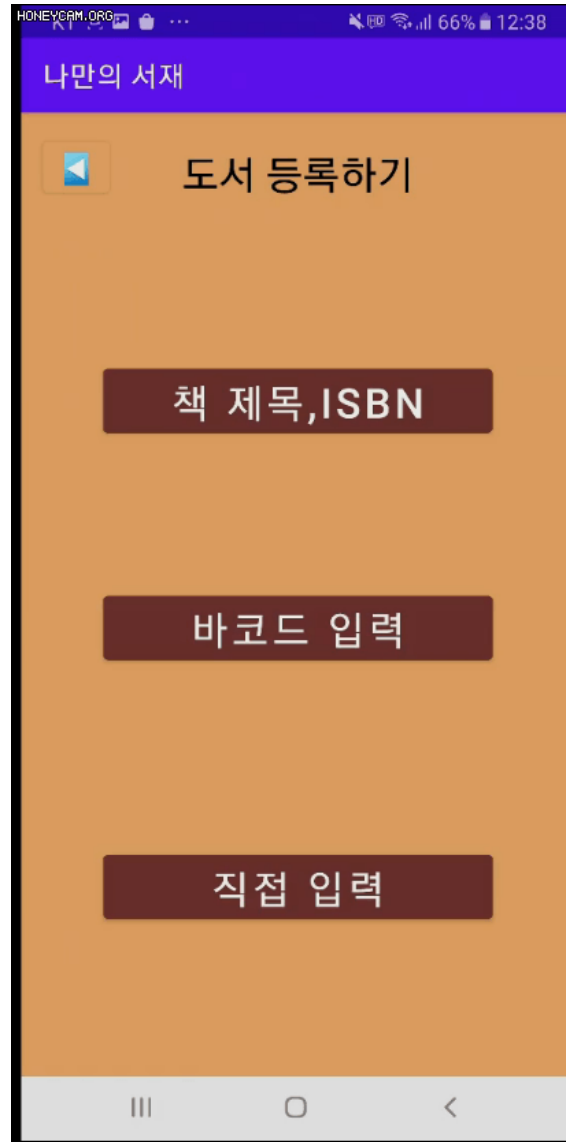 HONEYCAM.ORG
KT
66% 12:38
나만의 서재
도서 등록하기
책 제목,ISBN
바코드 입력
직접 입력